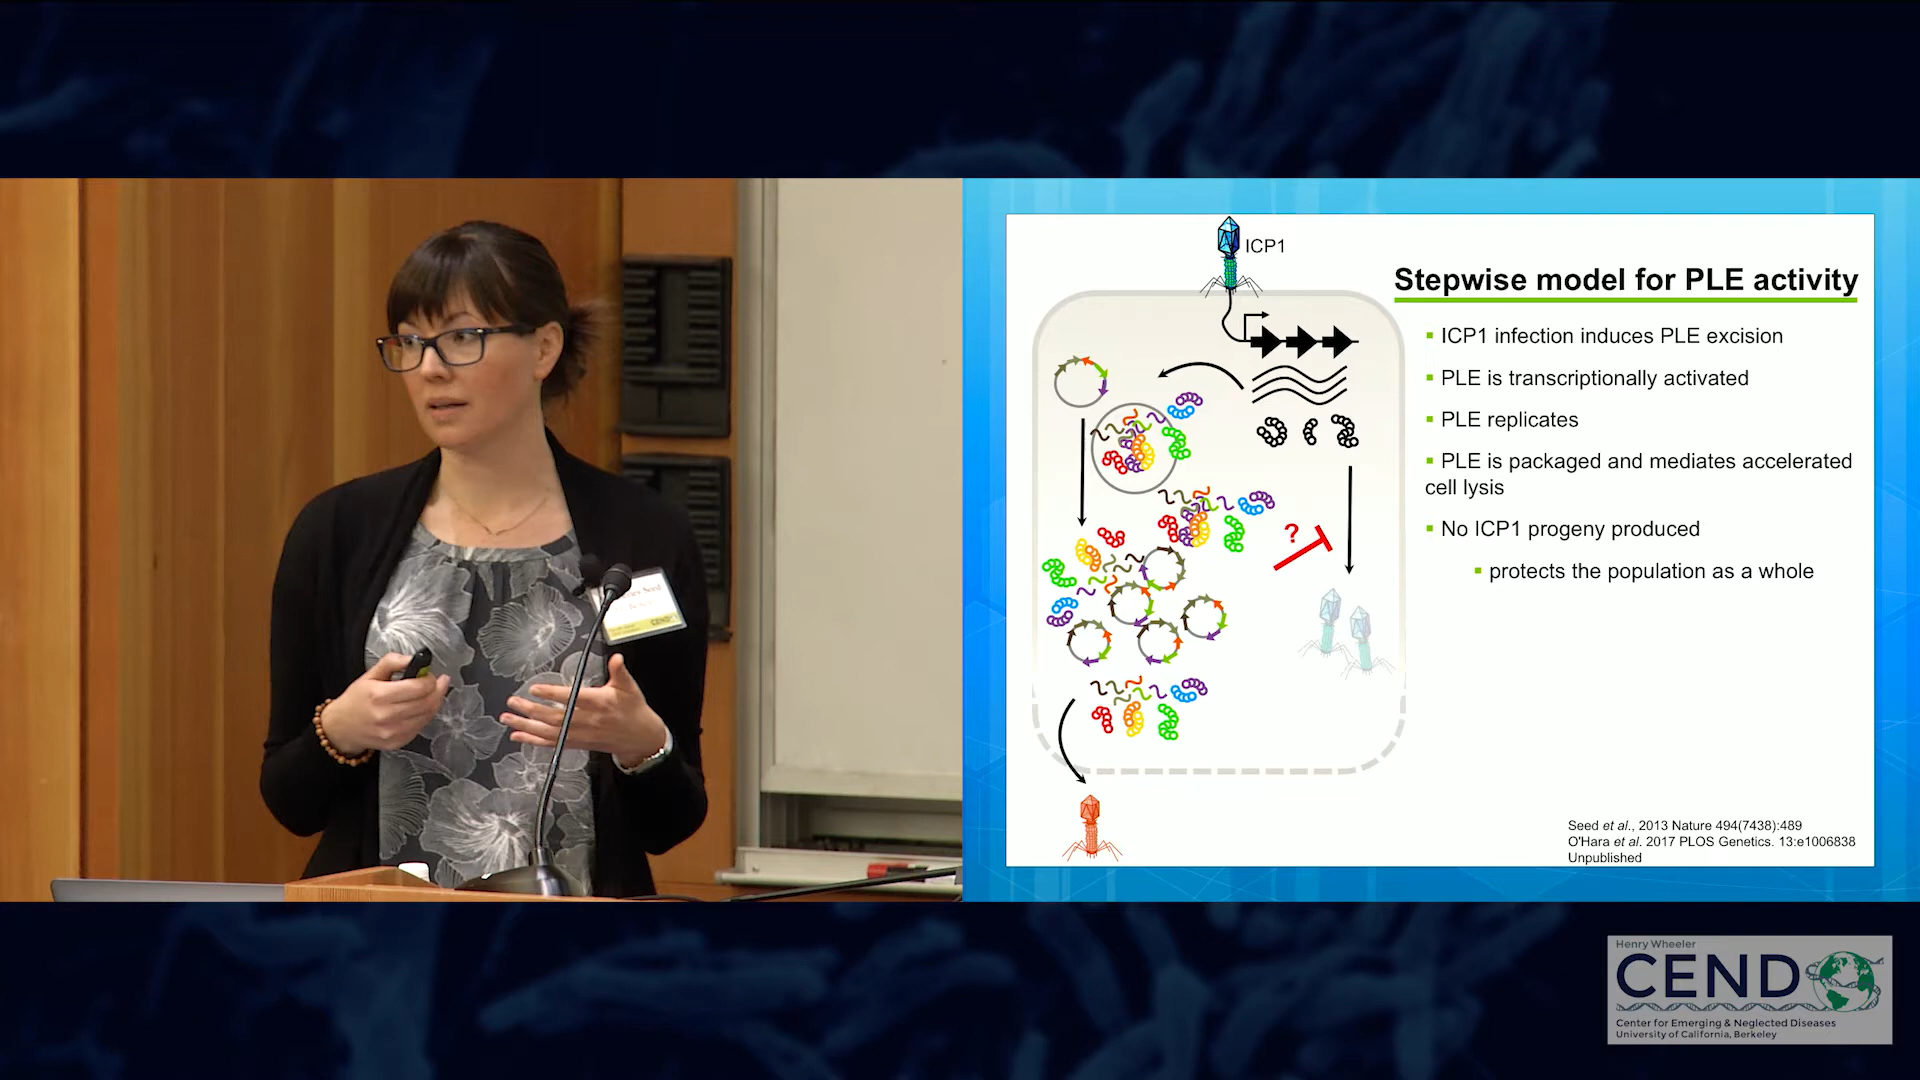 ICP1
Stepwise model for PLE activity
ICP1 infection induces PLE excision
PLE is transcriptionally activated
PLE replicates
PLE is packaged and mediates accelerated
cell lysis
No ICP1 progeny produced
protects the population as a whole
?
Seed et al., 2013 Nature 494(7438):489
O'Hara et al. 2017 PLOS Genetics. 13:e1006838
Unpublished
Seed
CEND
Henry Wheeler
CEND
Center for Emerging & Neglected Diseases
University of California, Berkeley